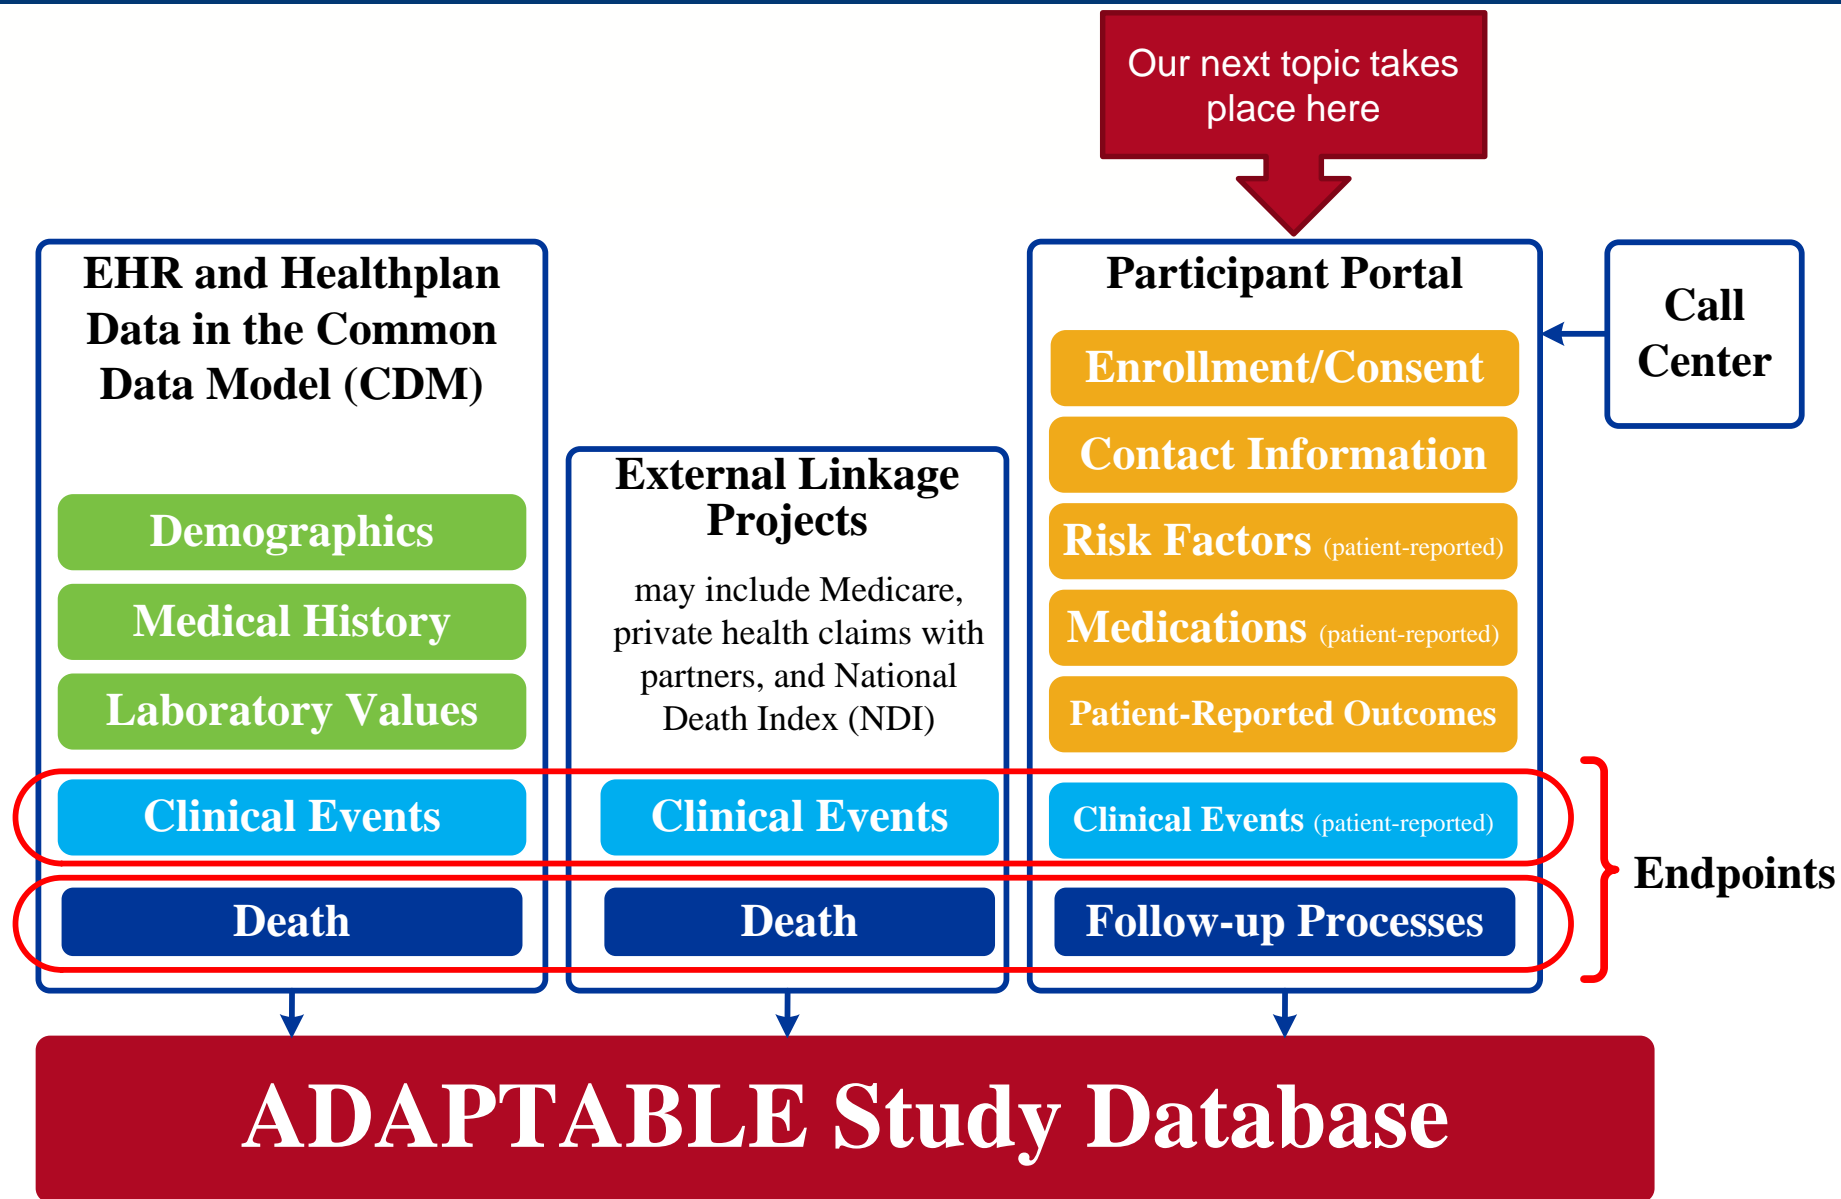 Our next topic takes
place here
EHR and Healthplan
Data in the Common
Data Model (CDM)
Demographics
Medical History
Laboratory Values
Clinical Events
Death
External Linkage
Projects
may include Medicare,
private health claims with
partners, and National
Death Index (NDI)
Clinical Events
Death
Participant Portal
Enrollment/Consent
Contact Information
Risk Factors (patient-reported)
Medications (patient-reported)
Patient-Reported Outcomes
Clinical Events (patient-reported)
Follow-up Processes
Call
Center
Endpoints
ADAPTABLE Study Database